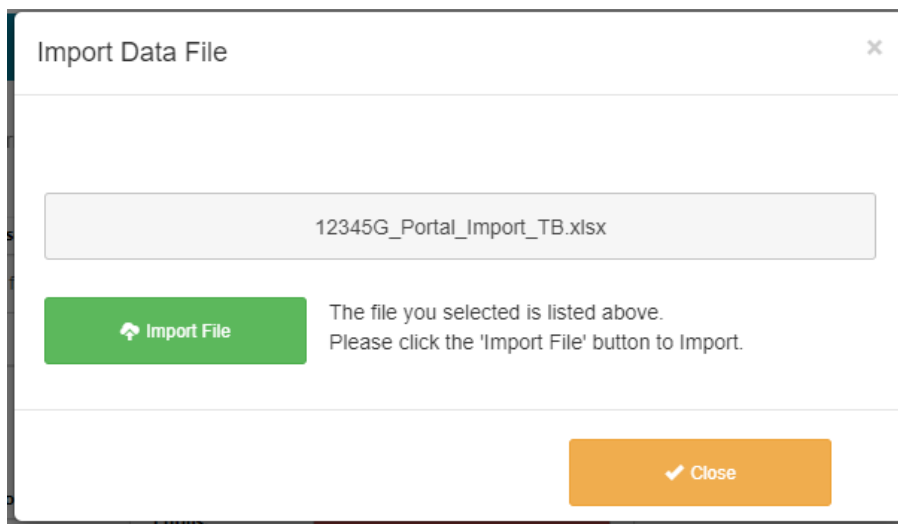 Import Data File
×
12345G_Portal_Import_TB.xlsx
Import File
The file you selected is listed above.
Please click the 'Import File' button to Import.
Close